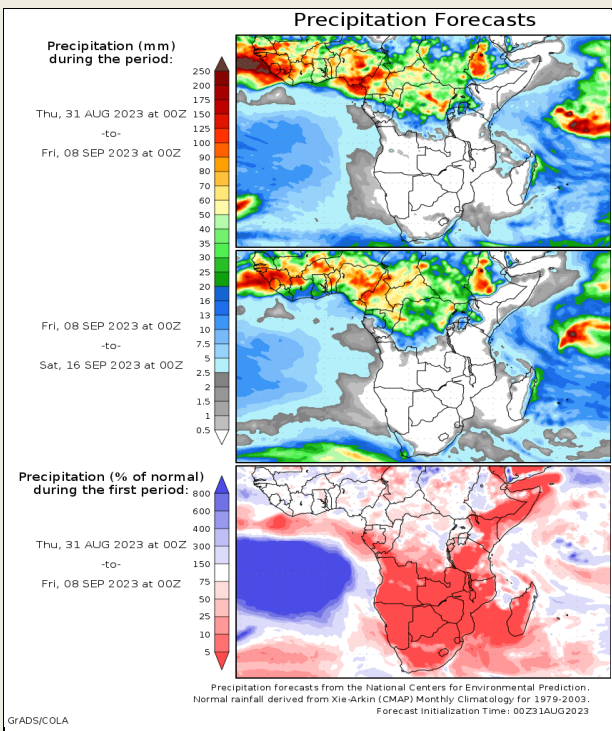 Precipitation Forecasts
Precipitation (mm)
during the period:
Thu, 31 AUG 2023 at 00Z
-to-
Fri, 08 SEP 2023 at 00Z
250
200
175
150
125
100
90
80
70
60
50
40
35
30
25
20
16
13
10
7.5
5
2.5
2
1.5
1
0.5
Fri, 08 SEP 2023 at 00Z
-to-
Sat, 16 SEP 2023 at 00Z
Precipitation (% of normal)
during the first period:
Thu, 31 AUG 2023 at 00Z
-to-
Fri, 08 SEP 2023 at 00Z
800
600
400
300
150
75
50
25
10
5
Precipitation forecasts from the National Centers for Environmental Prediction.
Normal rainfall derived from Xie-Arkin (CMAP) Monthly Climatology for 1979-2003.
Forecast Initialization Time: 00Z31AUG2023
GrADS/COLA